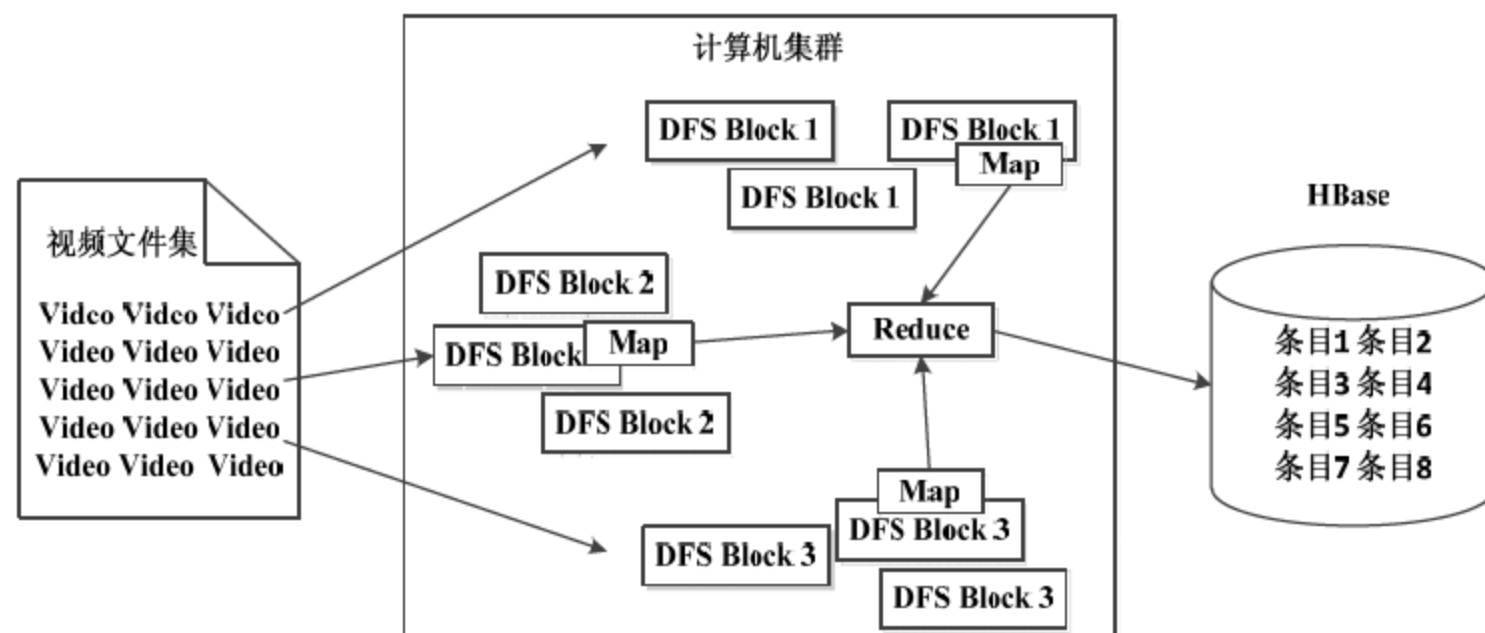 计算机集群
DFS Block 1
DFS Block 1
Map
DFS Block 1
HBase
视频文件集
Video Video Video
Video Video Video
Video Video Video
Video Video Video
Video Video Video
DFS Block 2
DFS Block
Map
DFS Block 2
Reduce
条目1 条目2
条目3 条目4
条目5 条目6
条目7 条目8
Map
DFS Block 3
DFS Block 3
DFS Block 3